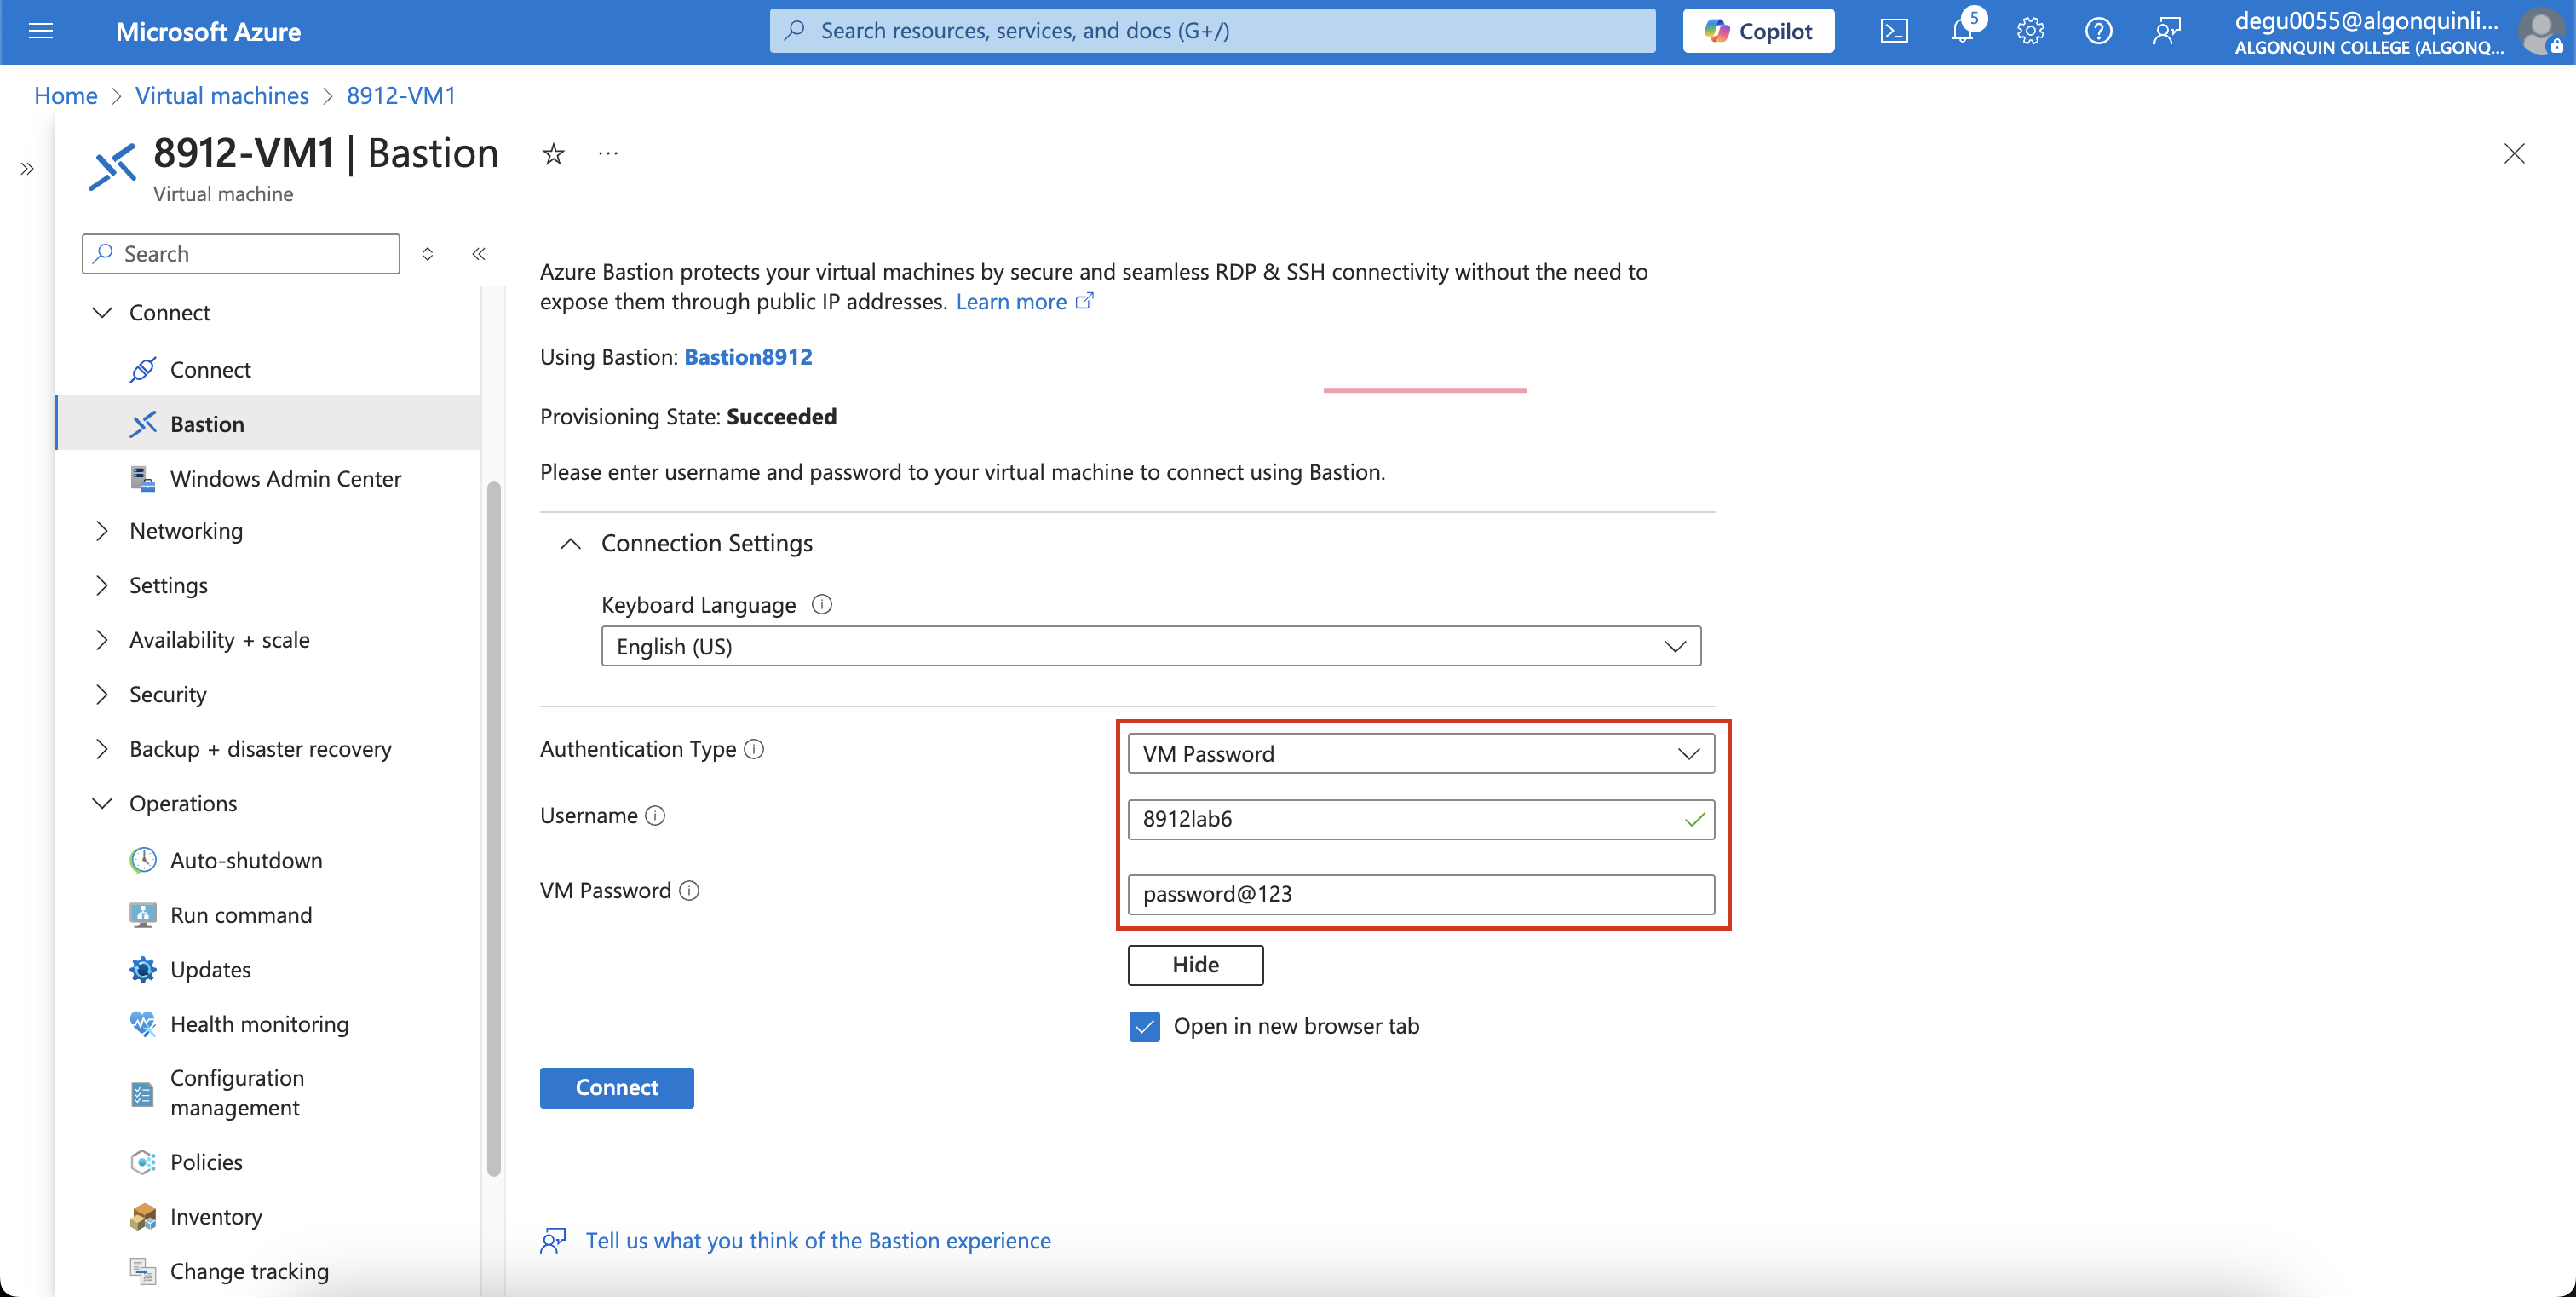 Microsoft Azure
Search resources, services, and docs (G+/)
Copilot
5
degu0055@algonquinli...
ALGONQUIN COLLEGE (ALGONQ...
Home > Virtual machines > 8912-VM1
8912-VM1 | Bastion
Virtual machine
Search
Connect
Connect
Bastion
Windows Admin Center
Networking
Settings
Availability + scale
Security
Backup + disaster recovery
Operations
Auto-shutdown
Run command
Updates
Health monitoring
Configuration
management
Policies
Inventory
Change tracking
Azure Bastion protects your virtual machines by secure and seamless RDP & SSH connectivity without the need to
expose them through public IP addresses. Learn more
Using Bastion: Bastion8912
Provisioning State: Succeeded
Please enter username and password to your virtual machine to connect using Bastion.
Connection Settings
Keyboard Language
English (US)
Authentication Type
VM Password
Username
8912lab6
VM Password
password@123
Hide
Open in new browser tab
Connect
Tell us what you think of the Bastion experience